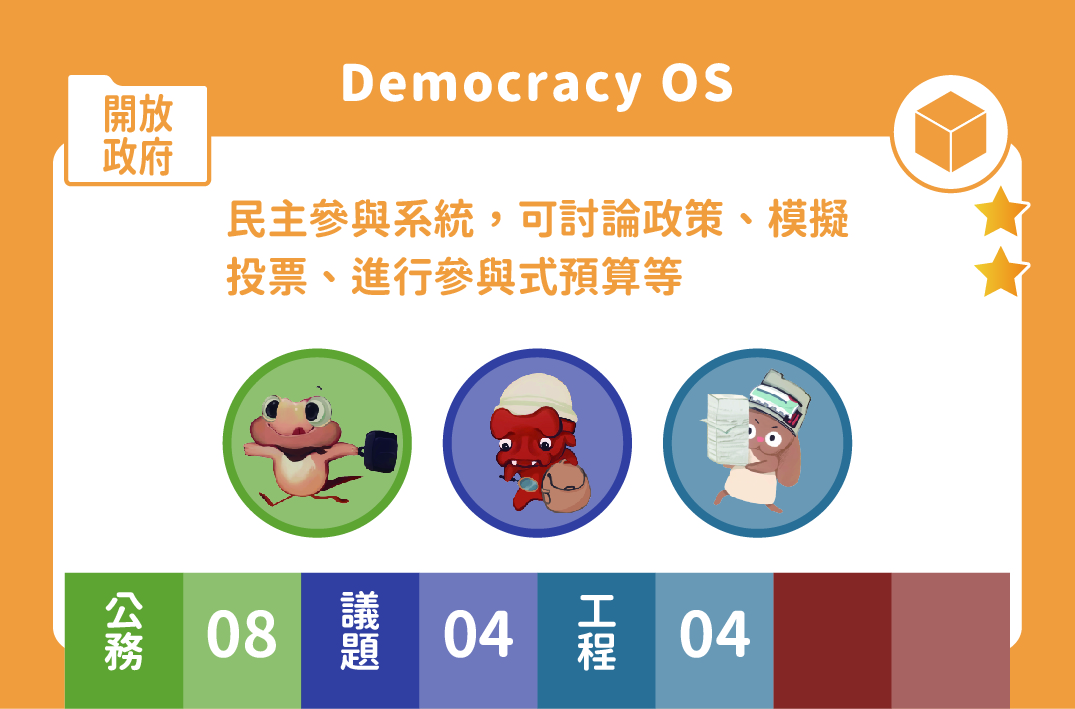 Democracy OS
開放
政府
民主參與系統，可討論政策、模擬
投票、進行參與式預算等
公務
08
議題
04
工程
04